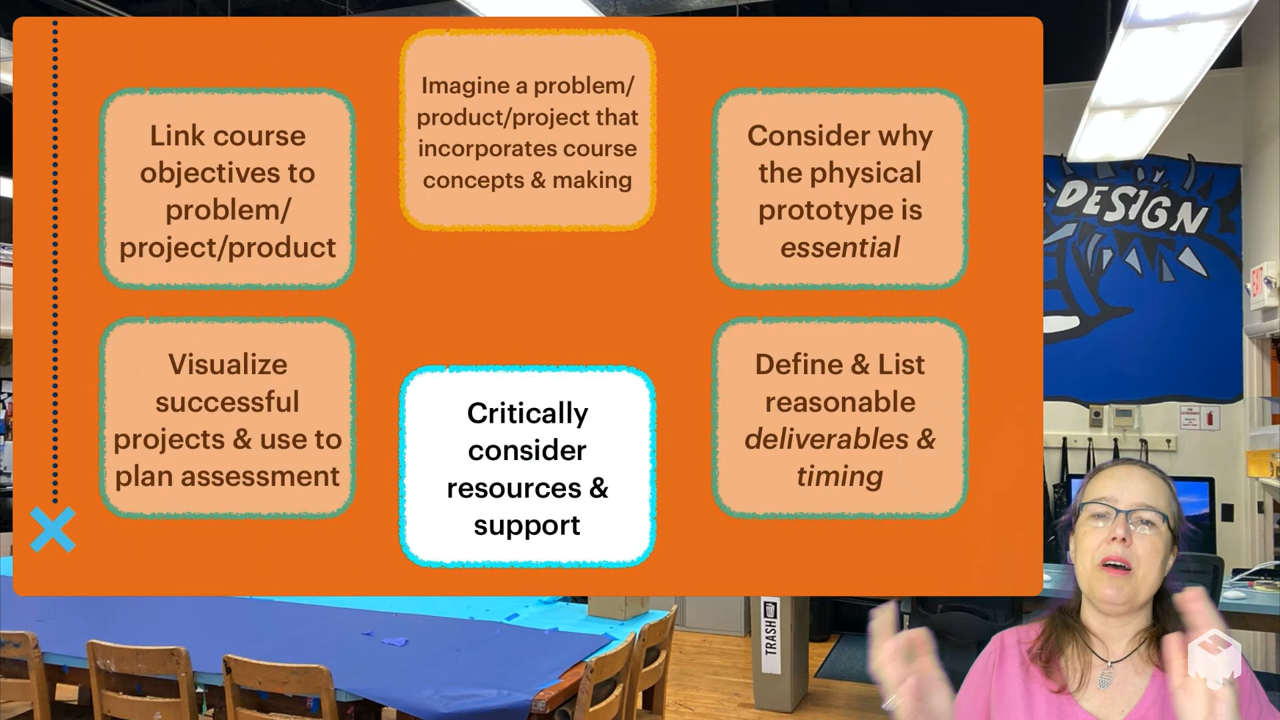 Imagine a problem/
product/project that
incorporates course
concepts & making
Link course
objectives to
problem/
project/product
Consider why
the physical
prototype is
essential
Visualize
successful
projects & use to
plan assessment
Critically
consider
resources &
support
Define & List
reasonable
deliverables &
timing
DESIGN
EXIT
TRASH